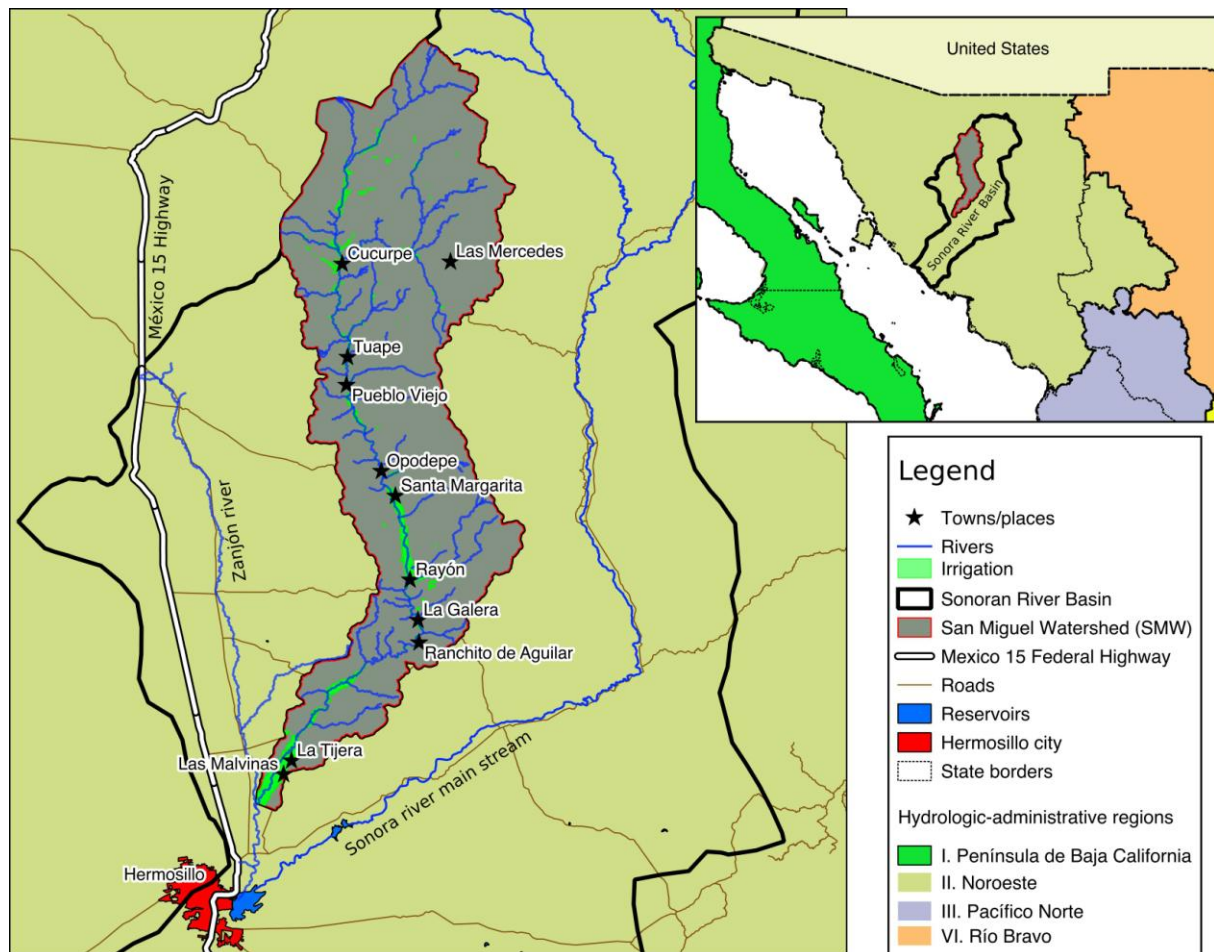 México 15 Highway
Cucurpe
Las Mercedes
Tuape
Pueblo Viejo
Opodepe
Santa Margarita
Zanjón river
Rayón
La Galera
Ranchito de Aguilar
La Tijera
Las Malvinas
Sonora river main stream
Hermosillo
United States
Sonora River Basin
Legend
Towns/places
Rivers
Irrigation
Sonoran River Basin
San Miguel Watershed (SMW)
Mexico 15 Federal Highway
Roads
Reservoirs
Hermosillo city
State borders
Hydrologic-administrative regions
I. Península de Baja California
II. Noroeste
III. Pacífico Norte
VI. Río Bravo